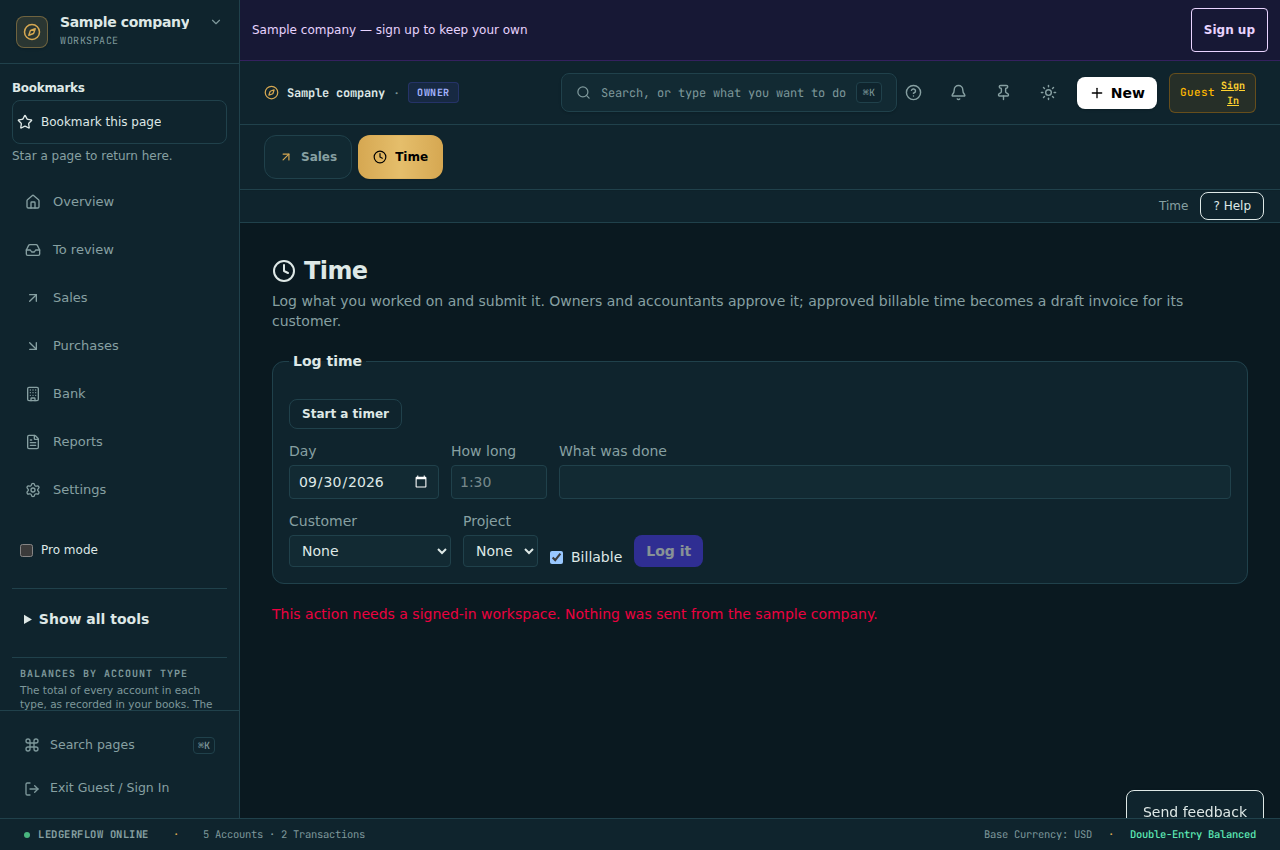 Sample company
WORKSPACE
Bookmarks
Bookmark this page
Star a page to return here.
Overview
To review
Sales
Purchases
Bank
Reports
Settings
Pro mode
Show all tools
BALANCES BY ACCOUNT TYPE
The total of every account in each
type, as recorded in your books. The
Search pages ⌘K
Exit Guest / Sign In
Sample company — sign up to keep your own
Sign up
Sample company · OWNER
Search, or type what you want to do ⌘K
New
Guest Sign In
Sales
Time
Time
? Help
Time
Log what you worked on and submit it. Owners and accountants approve it; approved billable time becomes a draft invoice for its
customer.
Log time
Start a timer
Day How long What was done
09/30/2026 1:30
Customer Project
None None Billable Log it
This action needs a signed-in workspace. Nothing was sent from the sample company.
Send feedback
LEDGERFLOW ONLINE · 5 Accounts · 2 Transactions
Base Currency: USD · Double-Entry Balanced